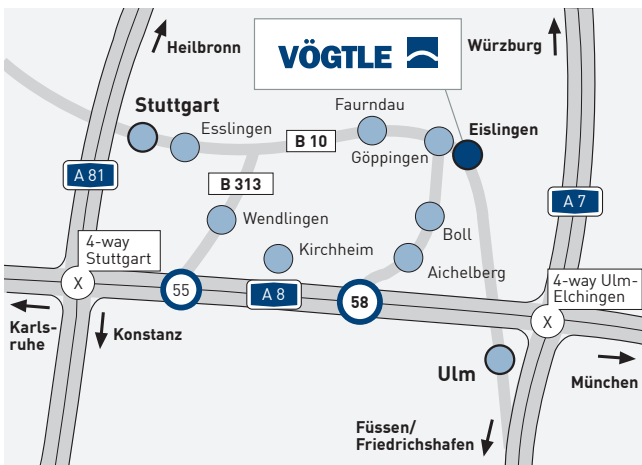 Heilbronn
VÖGTLE
Würzburg
Stuttgart
Esslingen
Faurndau
B 10
Göppingen
Eislingen
A 81
B 313
A 7
Wendlingen
Boll
4-way
Stuttgart
Kirchheim
Aichelberg
X
55
A 8
58
4-way Ulm-
Elchingen
X
Karls-
ruhe
Konstanz
Ulm
München
Füssen/
Friedrichshafen